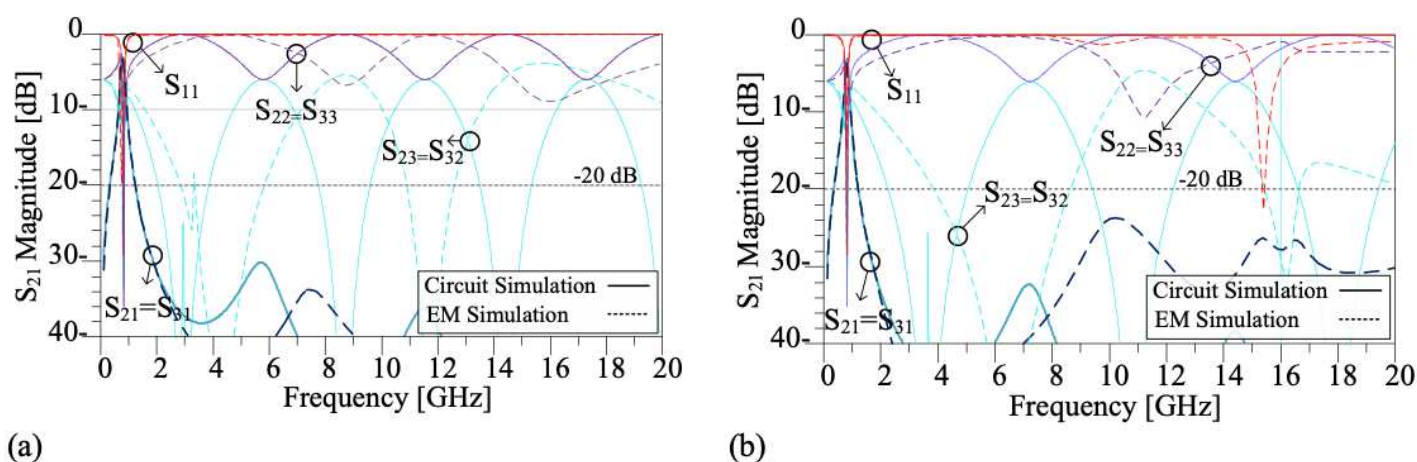 0
10-
20-
30-
40-
S21 Magnitude [dB]
S11
S22=S33
S23=S32
-20 dB
S21=S31
Circuit Simulation
EM Simulation
0 2 4 6 8 10 12 14 16 18 20
Frequency [GHz]
(a)
0
10-
20-
30-
40
S21 Magnitude [dB]
S11
S22=S33
-20 dB
S23=S32
S21=S31
Circuit Simulation
EM Simulation
0 2 4 6 8 10 12 14 16 18 20
Frequency [GHz]
(b)